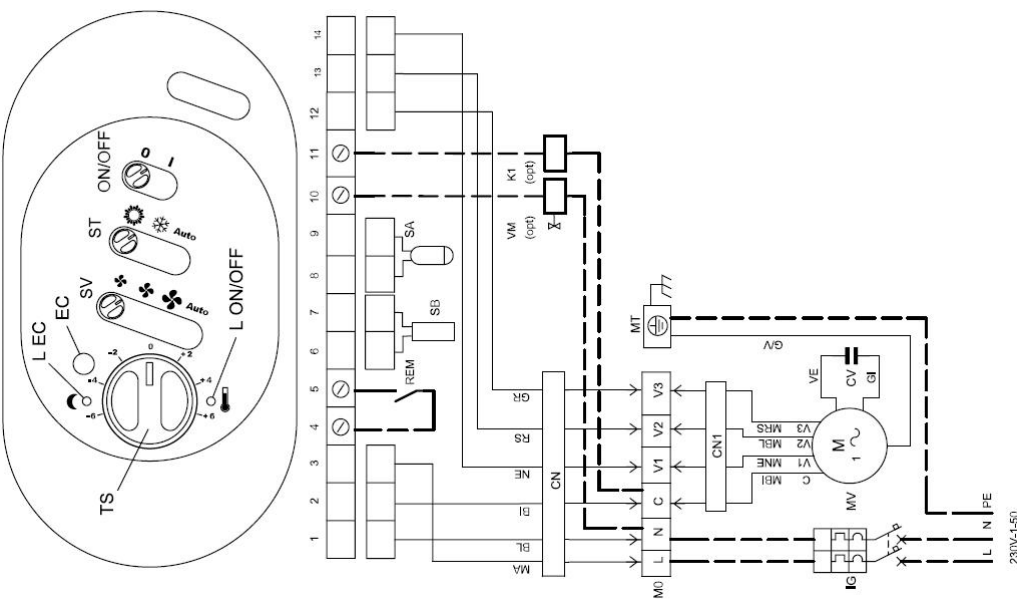 L EC
EC
SV
ST
ON/OFF
0
I
Auto
Auto
-6
-4
-2
0
+2
+4
+6
TS
L ON/OFF
1
2
3
4
5
6
7
8
9
10
11
12
13
14
REM
SB
SA
VM
(opt)
K1
(opt)
MA
BL
BI
NE
RS
GR
CN
M0
L
N
C
V1
V2
V3
MT
G/V
CN1
MBI
MNE
MBL
MRS
C
V1
V2
V3
M
1
MV
VE
CV
GI
IG
L
N
PE
230V-1-50